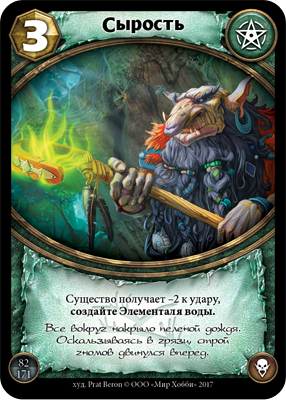 3
Сырость
Существо получает –2 к удару,
создайте Элементаля воды.
Все вокруг накрыло пеленой дождя.
Оскальзываясь в грязи, строй
гномов двинулся вперед.
82
171
худ. Prat Beron © ООО «Мир Хобби» 2017